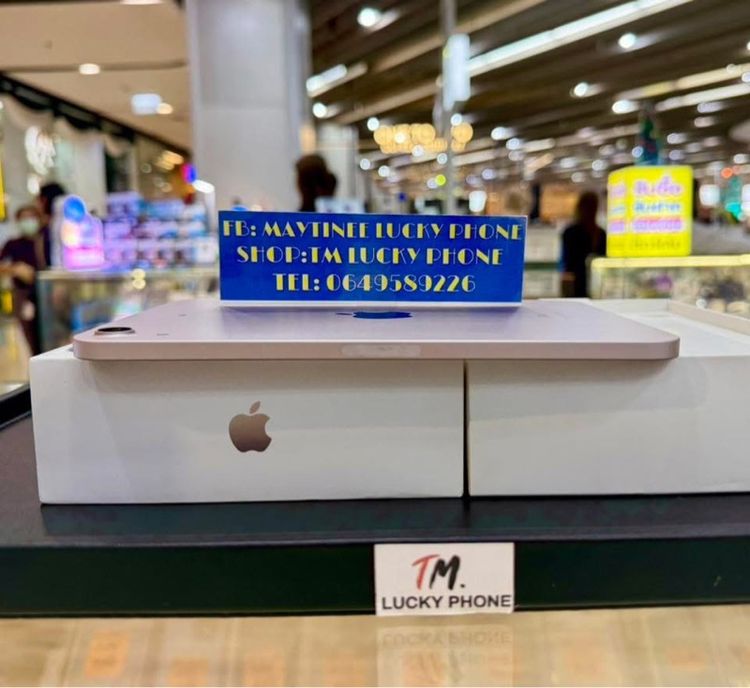 FB: MAYTINEE LUCKY PHONE
SHOP:TM LUCKY PHONE
TEL: 0649589226
TM.
LUCKY PHONE